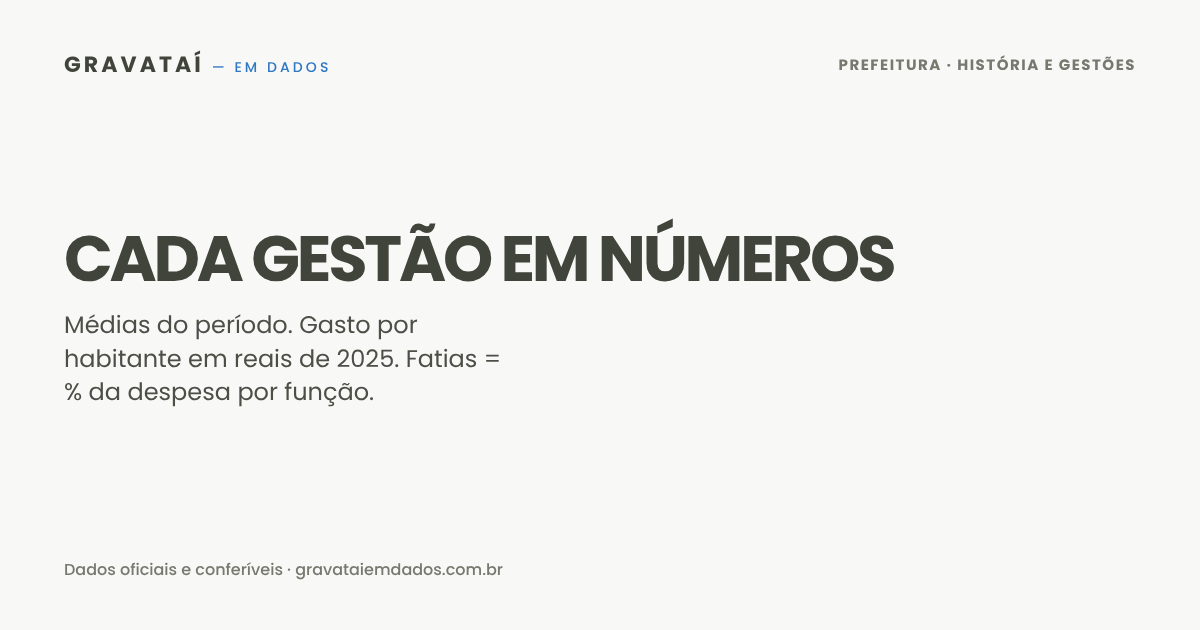 GRAVATAÍ — EM DADOS
PREFEITURA · HISTÓRIA E GESTÕES
CADA GESTÃO EM NÚMEROS
Médias do período. Gasto por
habitante em reais de 2025. Fatias =
% da despesa por função.
Dados oficiais e conferíveis · gravataiemdados.com.br